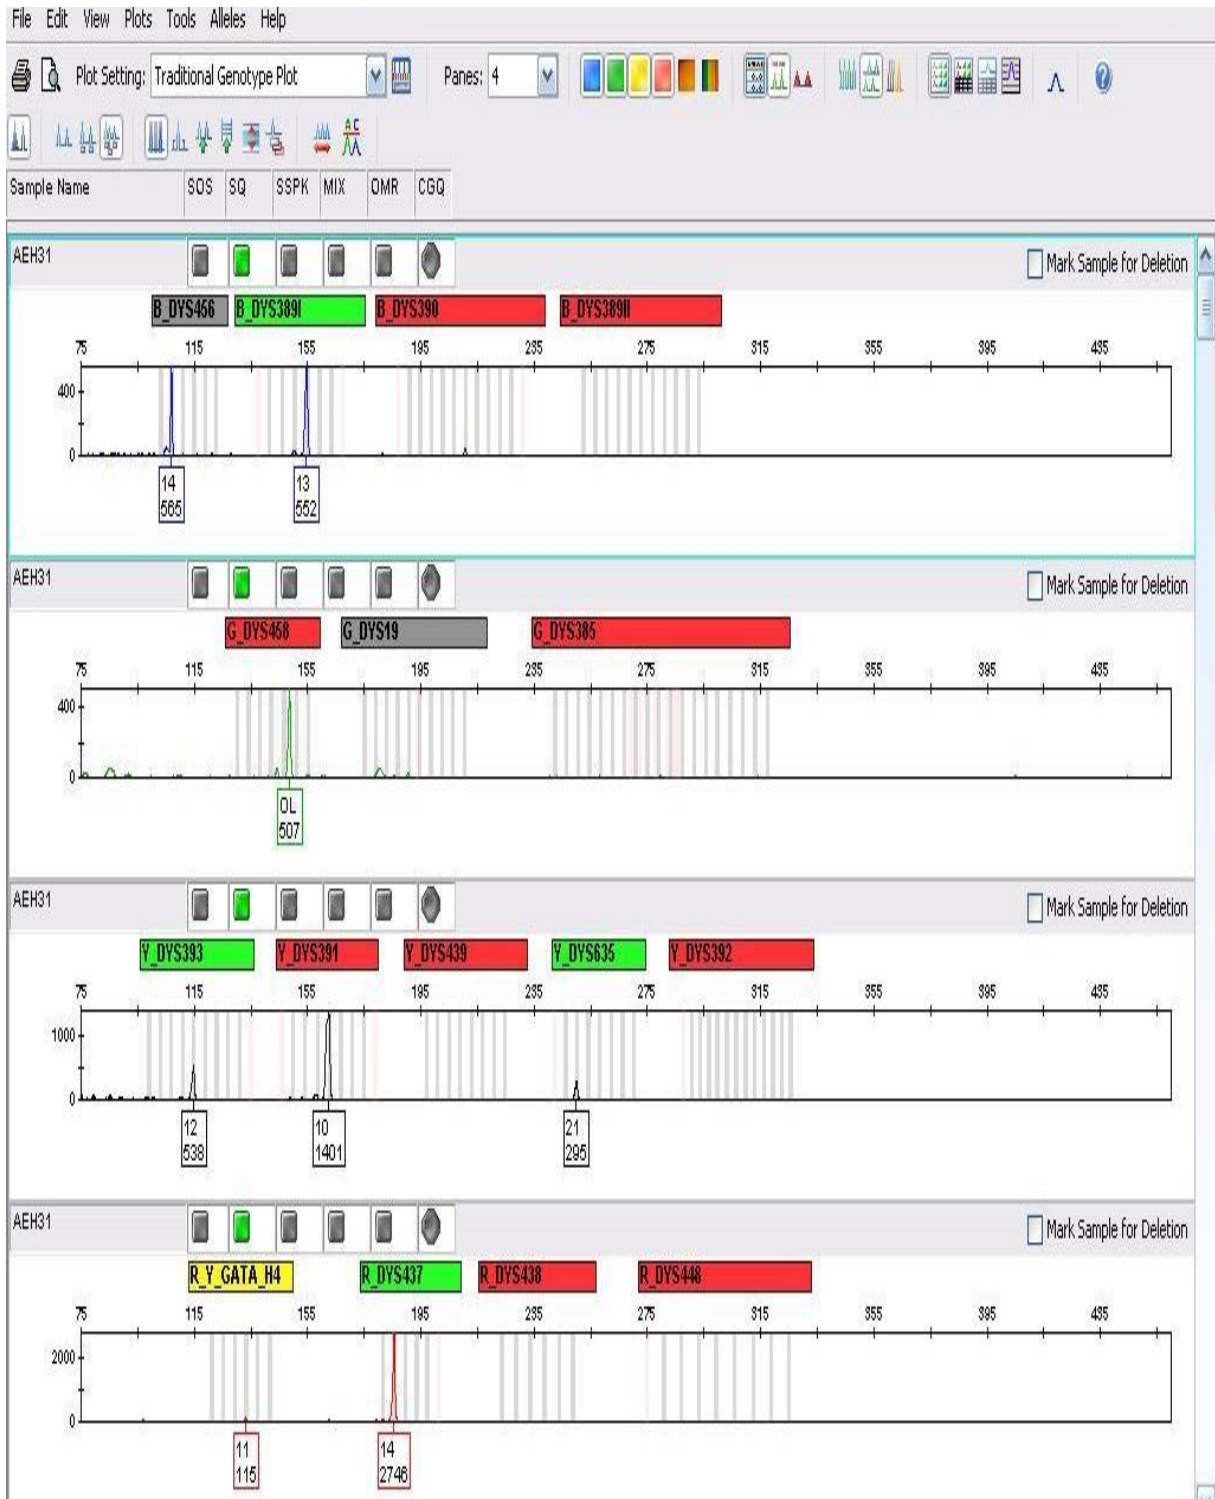 File Edit View Plots Tools Alleles Help
Plot Setting: Traditional Genotype Plot Panes: 4
Sample Name SOS SQ SSPK MIX OMR CGQ
AEH31 Mark Sample for Deletion
B_DYS456 B_DYS389I B_DYS390 B_DYS389II
75 115 155 195 235 275 315 355 395 435
400
0
14 13
565 552
AEH31 Mark Sample for Deletion
G_DYS458 G_DYS19 G_DYS385
75 115 155 195 235 275 315 355 395 435
400
0
OL
507
AEH31 Mark Sample for Deletion
Y_DYS393 Y_DYS391 Y_DYS439 Y_DYS635 Y_DYS392
75 115 155 195 235 275 315 355 395 435
1000
0
12 10 21
538 1401 295
AEH31 Mark Sample for Deletion
R_Y_GATA_H4 R_DYS437 R_DYS438 R_DYS448
75 115 155 195 235 275 315 355 395 435
2000
0
11 14
115 2746